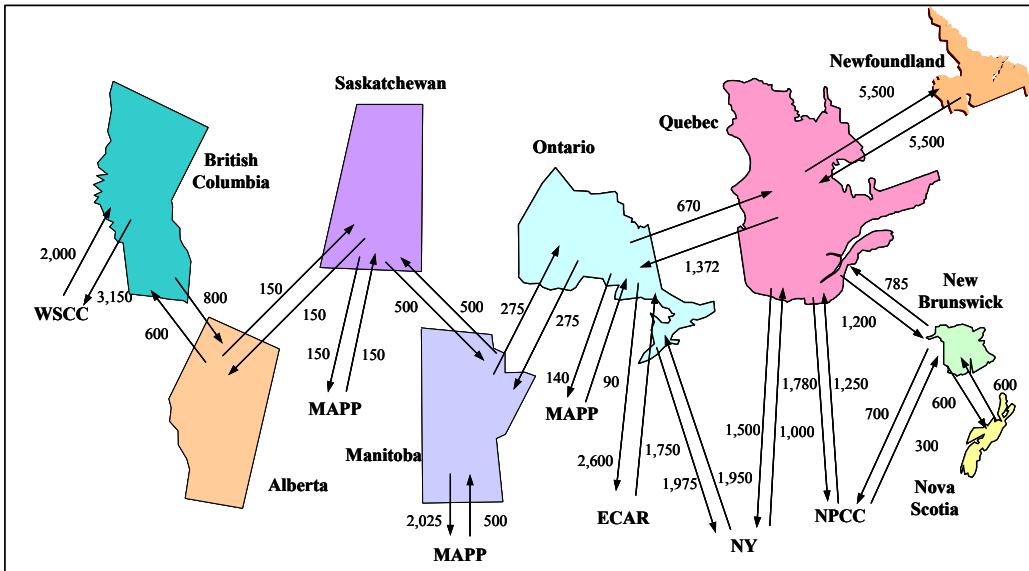 Newfoundland
5,500
5,500
Saskatchewan
Quebec
Ontario
British
Columbia
670
1,372
2,000
3,150
WSCC
800
600
150
150
150
150
MAPP
500
500
275
275
140
90
MAPP
785
New
Brunswick
1,200
600
600
300
700
Nova
Scotia
1,780
1,250
1,500
1,000
Manitoba
Alberta
2,600
1,750
1,975
1,950
ECAR
NPCC
NY
2,025
500
MAPP